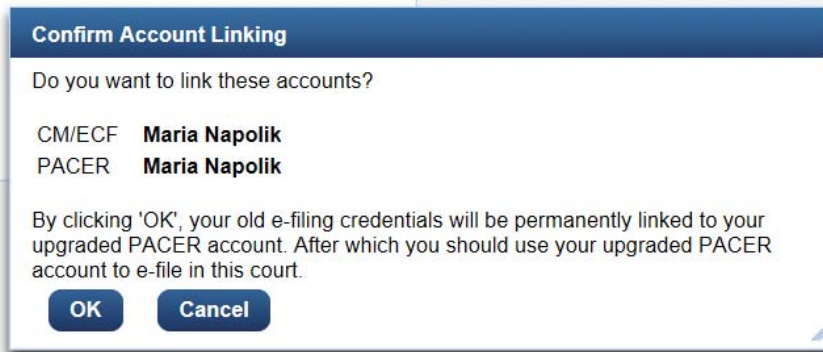 Confirm Account Linking
Do you want to link these accounts?
CM/ECF Maria Napolik
PACER Maria Napolik
By clicking 'OK', your old e-filing credentials will be permanently linked to your
upgraded PACER account. After which you should use your upgraded PACER
account to e-file in this court.
OK Cancel